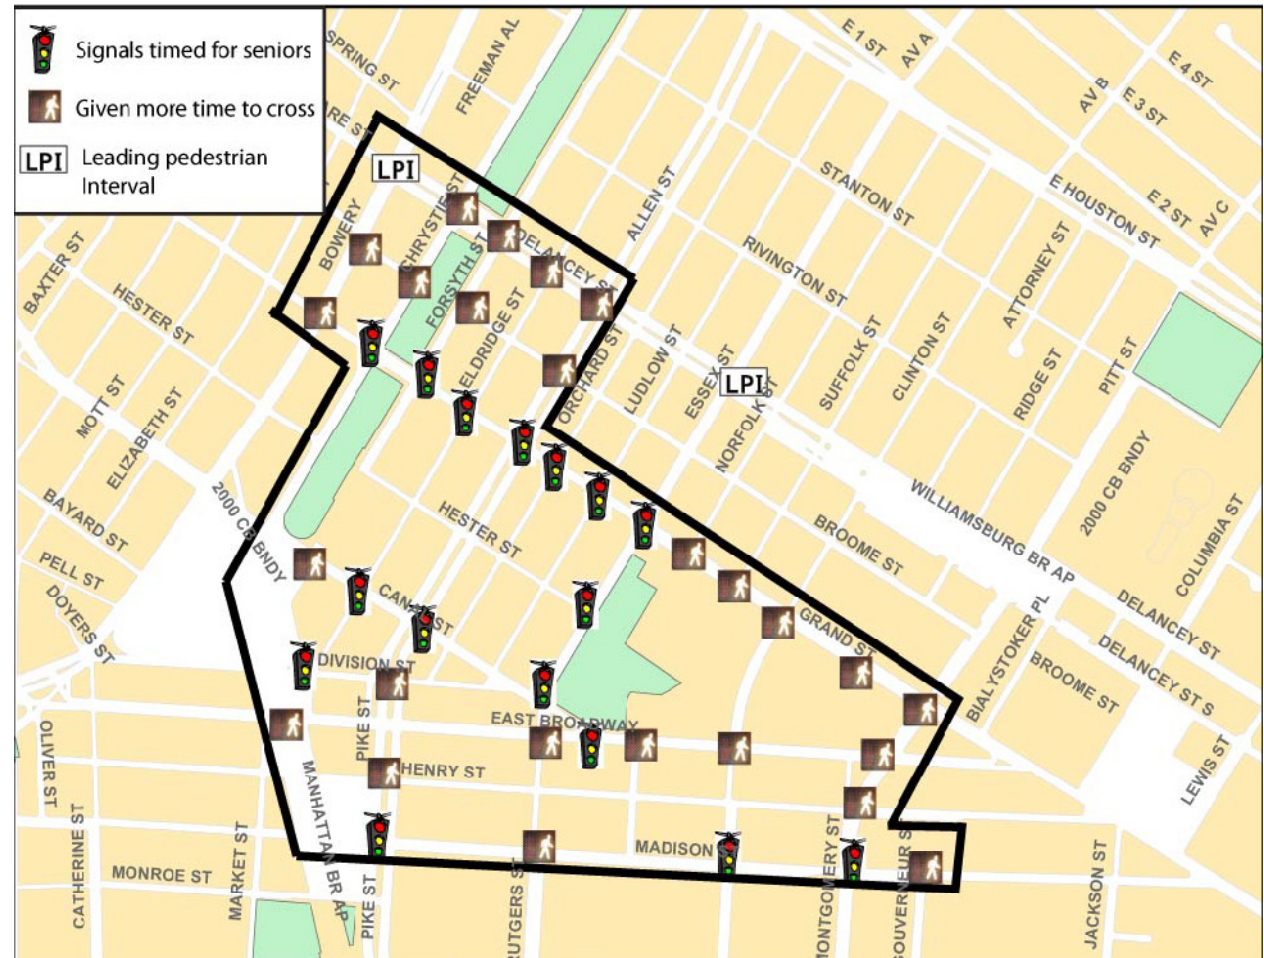 Signals timed for seniors
Given more time to cross
LPI
Leading pedestrian
Interval
SPRING ST
FREEMAN AL
ARE ST
E 1 ST
AV A
E 4 ST
AV B
E 3 ST
LPI
CHRYSTIE ST
BOWERY
ALLEN ST
STANTON ST
E HOUSTON ST
E 2 ST
AV C
BAXTER ST
HESTER ST
FORSYTH ST
DELANCEY S
RIVINGTON ST
ATTORNEY ST
ELDRIDGE ST
ORCHARD ST
LUDLOW ST
ESSEX ST
LPI
NORFOLK ST
SUFFOLK ST
CLINTON ST
RIDGE ST
PITT ST
MOTT ST
ELIZABETH ST
2000 CB BNDY
BAYARD ST
2000 CB BNDY
HESTER ST
BROOME ST
WILLIAMSBURG BR AP
COLUMBIA ST
PELL ST
DOYERS ST
CANAL ST
GRAND ST
BIALYSTOKER PL
DELANCEY ST
DELANCEY ST S
BROOME ST
DIVISION ST
EAST BROADWAY
PIKE ST
OLIVER ST
HENRY ST
LEWIS ST
MANHATTAN BR AP
CATHERINE ST
MARKET ST
MADISON S
MONROE ST
PIKE ST
RUTGERS ST
MONTGOMERY ST
GOUVERNEUR S
JACKSON ST